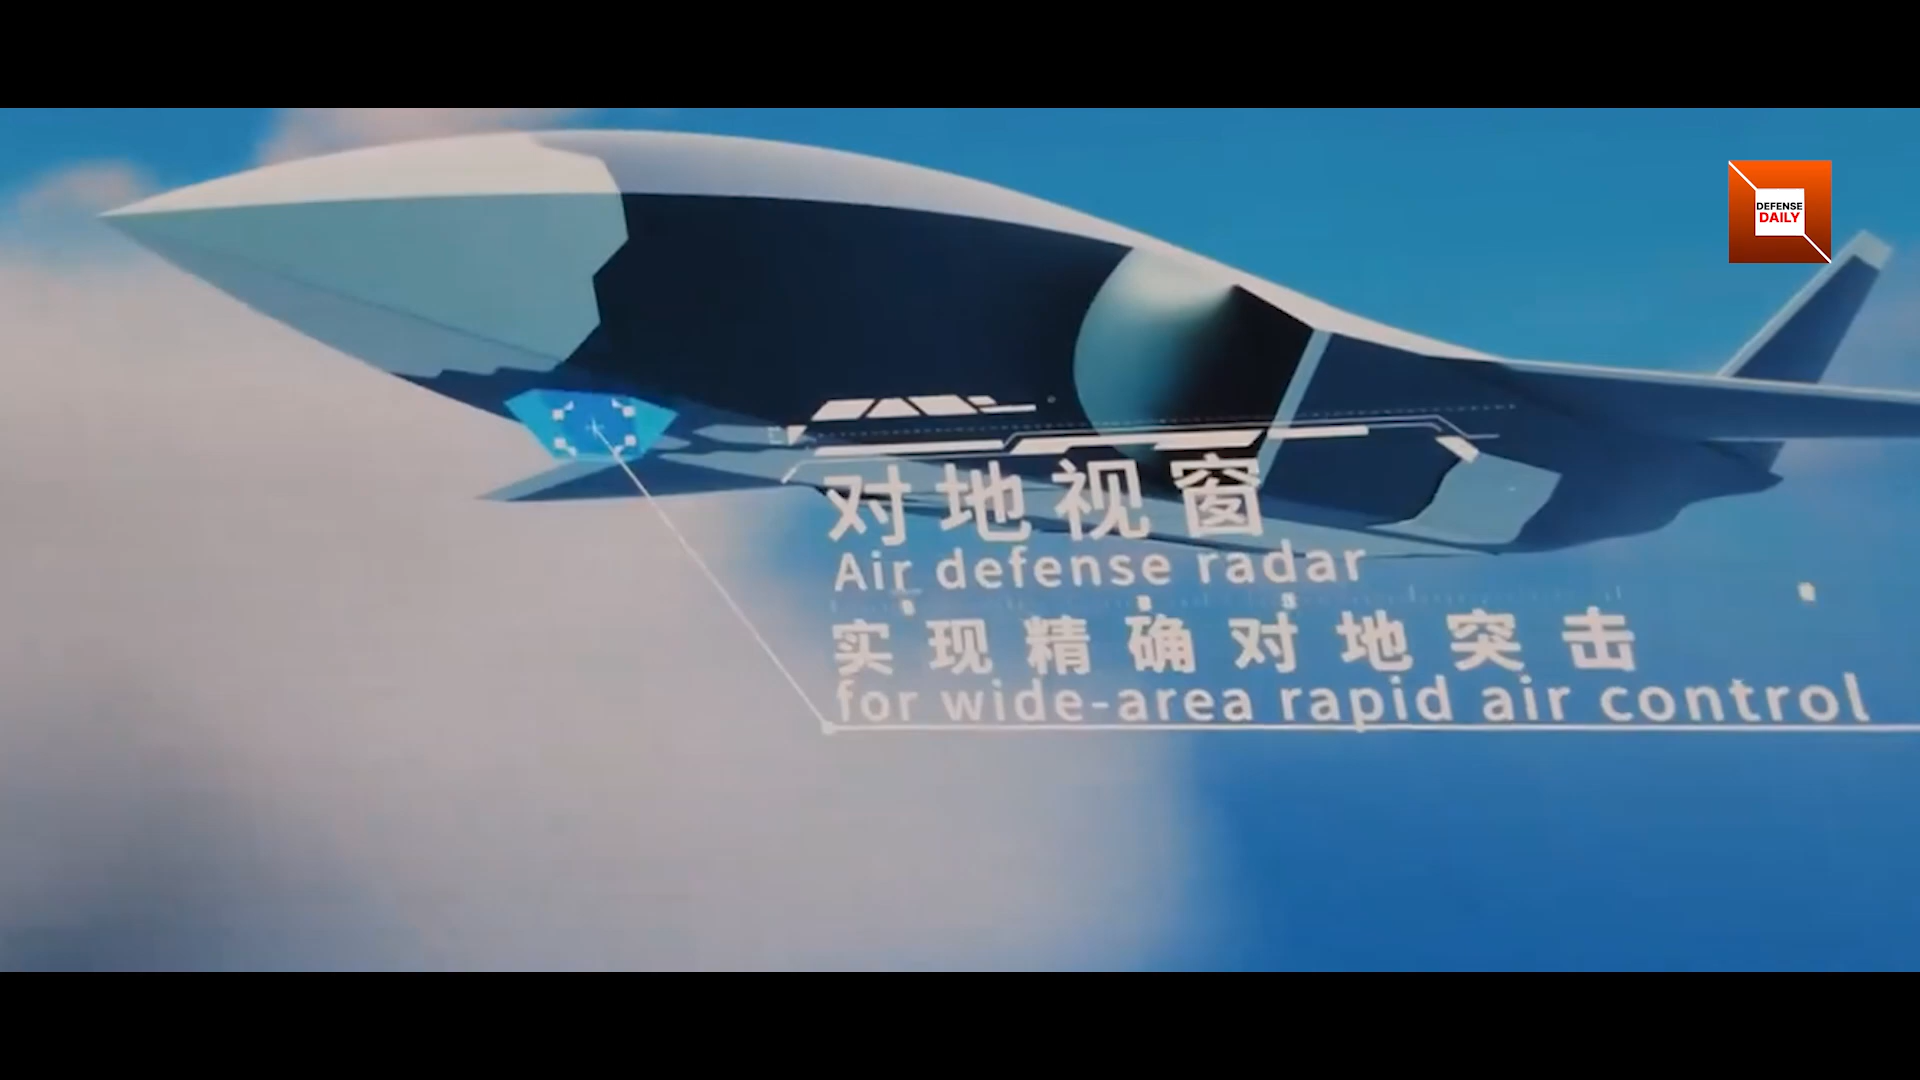 DEFENSE
DAILY
对地视窗
Air defense radar
实现精确对地突击
for wide-area rapid air control